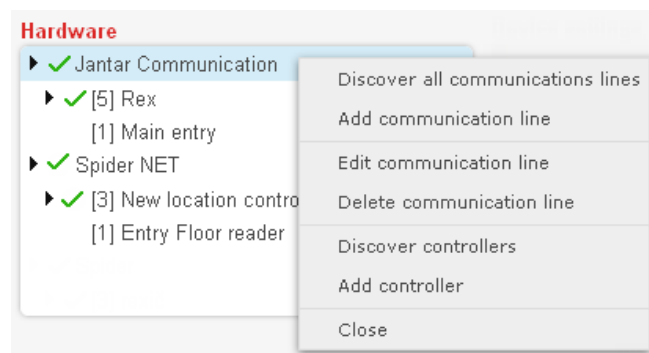 Hardware
Jantar Communication
[5] Rex
[1] Main entry
Spider NET
[3] New location contro
[1] Entry Floor reader
Discover all communications lines
Add communication line
Edit communication line
Delete communication line
Discover controllers
Add controller
Close